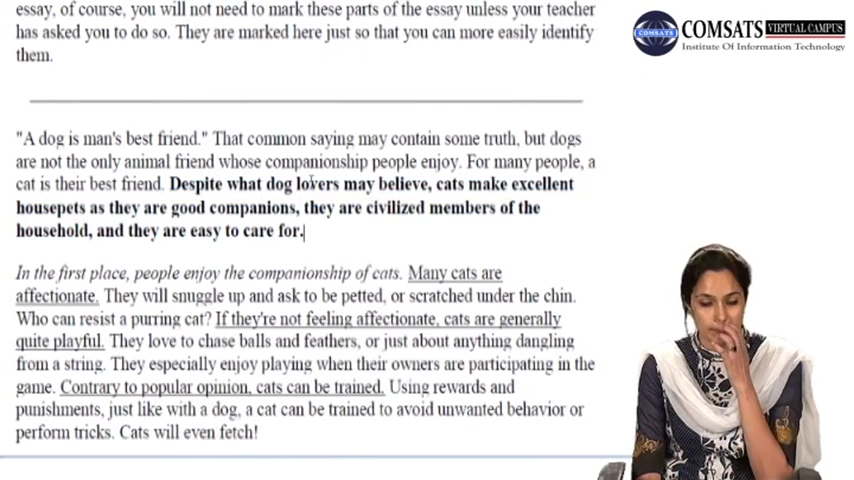 essay, of course, you will not need to mark these parts of the essay unless your teacher
has asked you to do so. They are marked here just so that you can more easily identify
them.
COMSATS
COMSATS VIRTUAL CAMPUS
Institute Of Information Technology
"A dog is man's best friend." That common saying may contain some truth, but dogs
are not the only animal friend whose companionship people enjoy. For many people, a
cat is their best friend. Despite what dog lovers may believe, cats make excellent
housepets as they are good companions, they are civilized members of the
household, and they are easy to care for.
In the first place, people enjoy the companionship of cats. Many cats are
affectionate. They will snuggle up and ask to be petted, or scratched under the chin.
Who can resist a purring cat? If they're not feeling affectionate, cats are generally
quite playful. They love to chase balls and feathers, or just about anything dangling
from a string. They especially enjoy playing when their owners are participating in the
game. Contrary to popular opinion, cats can be trained. Using rewards and
punishments, just like with a dog, a cat can be trained to avoid unwanted behavior or
perform tricks. Cats will even fetch!